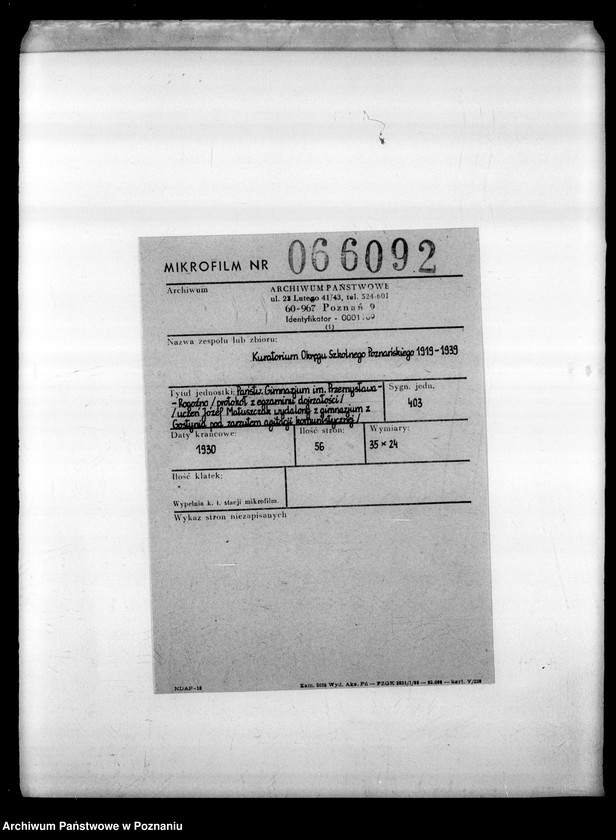 MIKROFILM NR 066092
Archiwum
ARCHIWUM PAŃSTWOWE
ul. 23 Lutego 41/43, tel. 524-601
60-967 Poznań 9
Identyfikator - 0001
(1)
Nazwa zespołu lub zbioru:
Kuratorium Okręgu Szkolnego Poznańskiego 1919-1939
Tytuł jednostki: Państw. Gimnazjum im. Przemysława-
-Rogoźno /protokół z egzaminu dojrzałości/
/uczeń Józef Matuszczak wydalony z gimnazjum z
Gostynia pod zarzutem agitacji komunistycznej/
Sygn. jedn.
403
Daty krańcowe:
1930
Ilość stron:
56
Wymiary:
35 × 24
Ilość klatek:
Wypełnia k. t. stacji mikrofilm.
Wykaz stron niezapisanych
NDAP-18
Archiwum Państwowe w Poznaniu